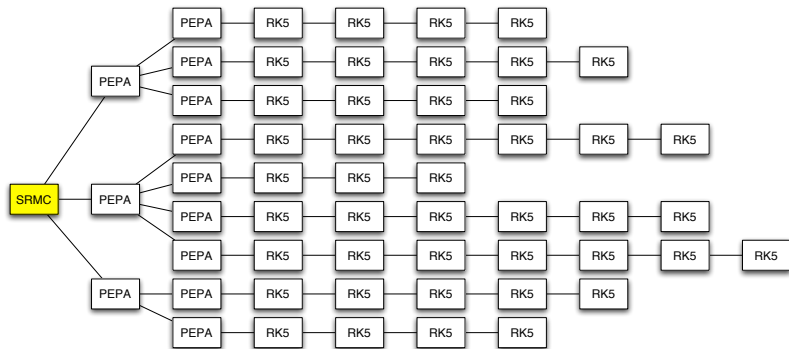 PEPA RK5 RK5 RK5 RK5
PEPA RK5 RK5 RK5 RK5 RK5
PEPA
PEPA RK5 RK5 RK5 RK5
PEPA RK5 RK5 RK5 RK5 RK5 RK5
PEPA RK5 RK5 RK5
SRMC PEPA
PEPA RK5 RK5 RK5 RK5 RK5 RK5
PEPA RK5 RK5 RK5 RK5 RK5 RK5 RK5
PEPA PEPA RK5 RK5 RK5 RK5 RK5
PEPA RK5 RK5 RK5 RK5